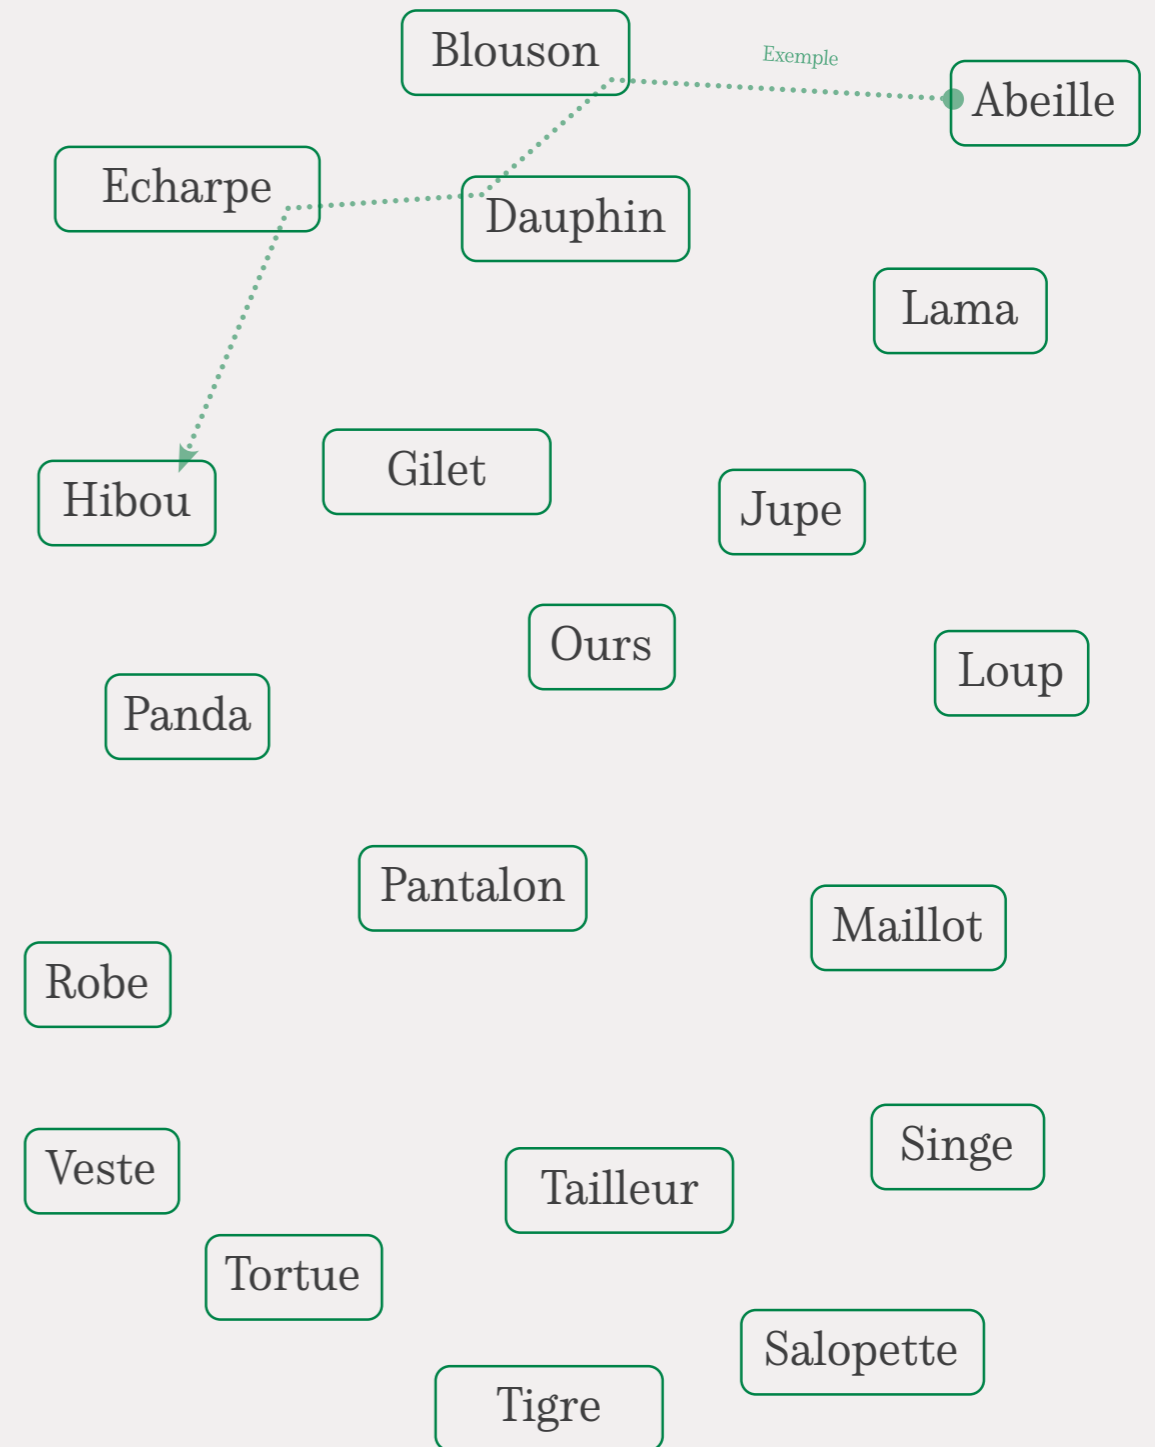 Blouson
Exemple
Abeille
Echarpe
Dauphin
Lama
Gilet
Hibou
Jupe
Ours
Loup
Panda
Pantalon
Maillot
Robe
Singe
Veste
Tailleur
Tortue
Salopette
Tigre